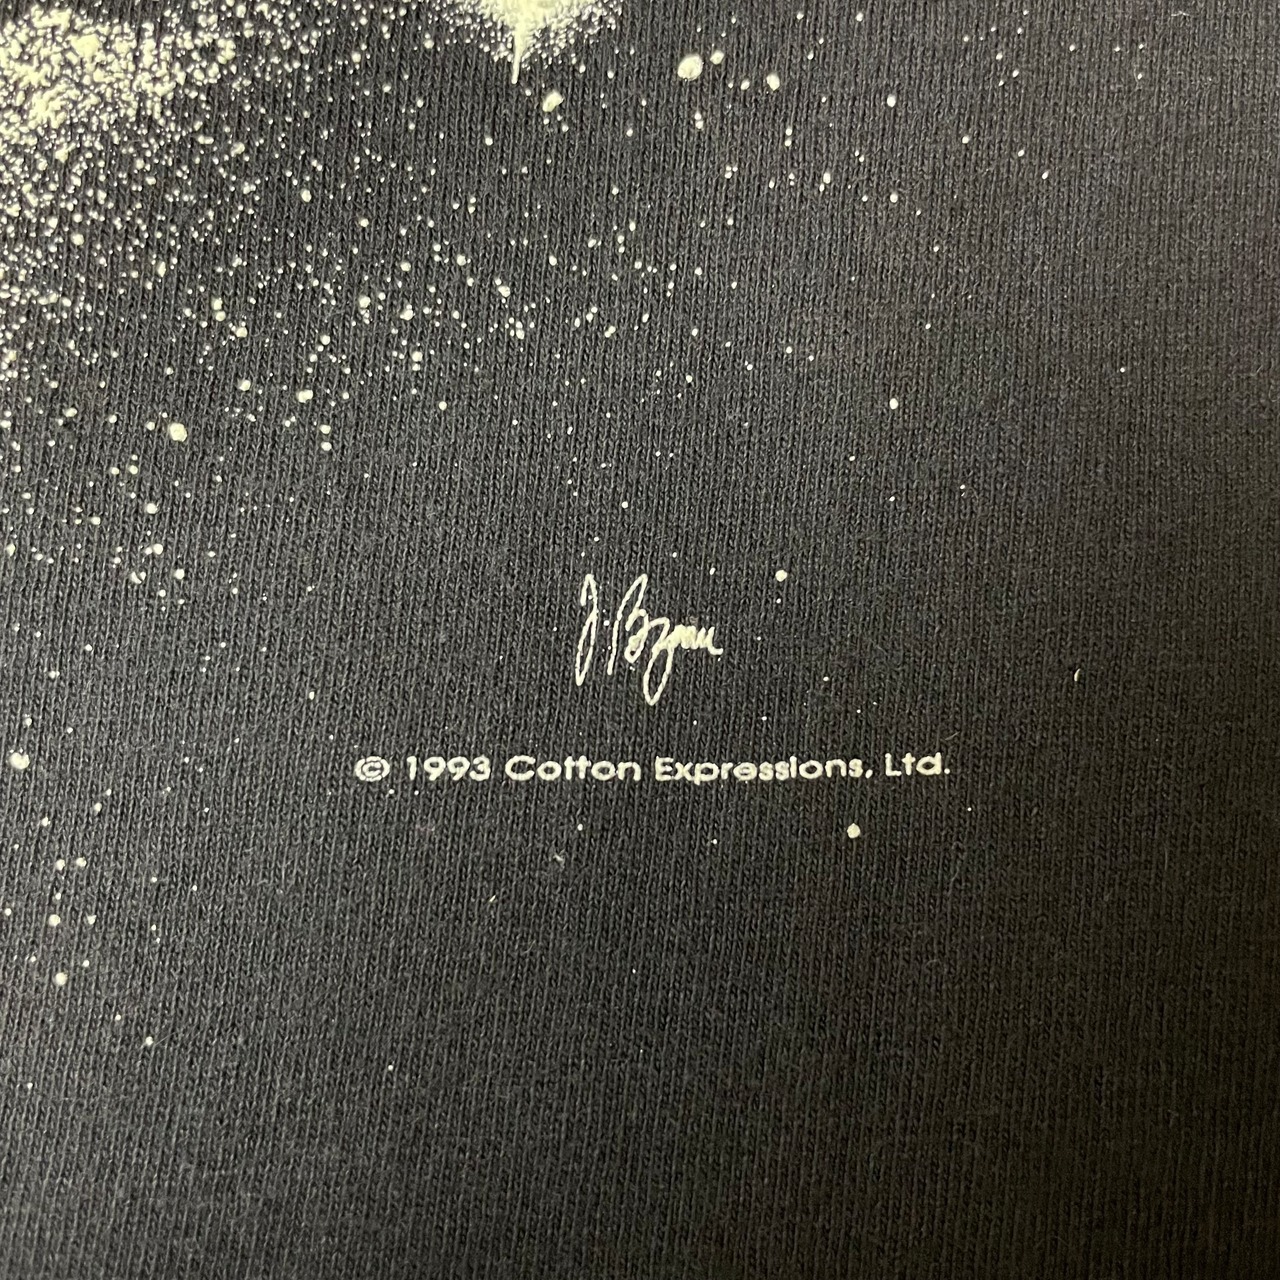 © 1993 Cotton Expressions, Ltd.